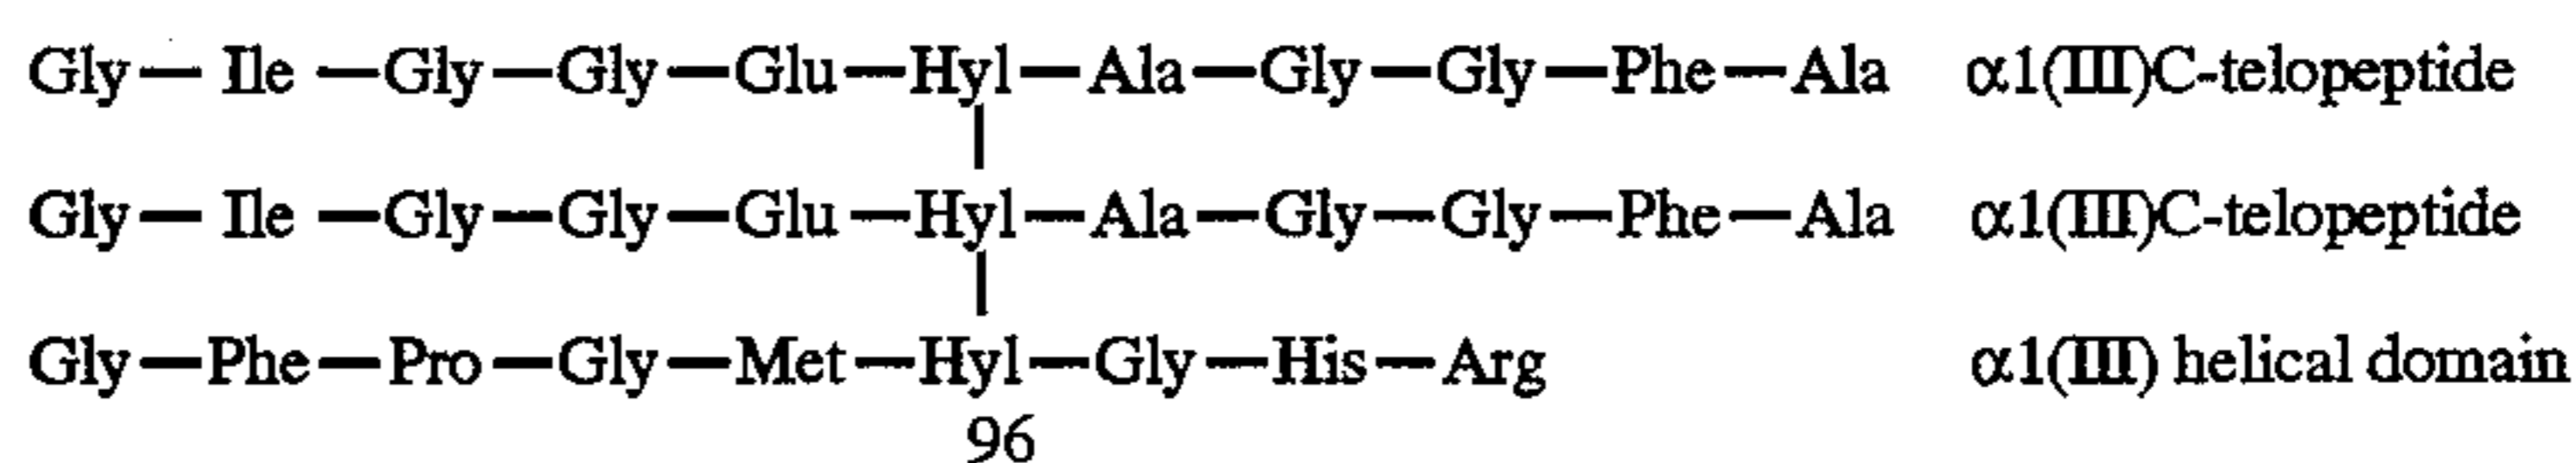 Gly—Ile—Gly—Gly—Glu—Hyl—Ala—Gly—Gly—Phe—Ala α1(III)C-telopeptide
Gly—Ile—Gly—Gly—Glu—Hyl—Ala—Gly—Gly—Phe—Ala α1(III)C-telopeptide
Gly—Phe—Pro—Gly—Met—Hyl—Gly—His—Arg α1(III) helical domain
96